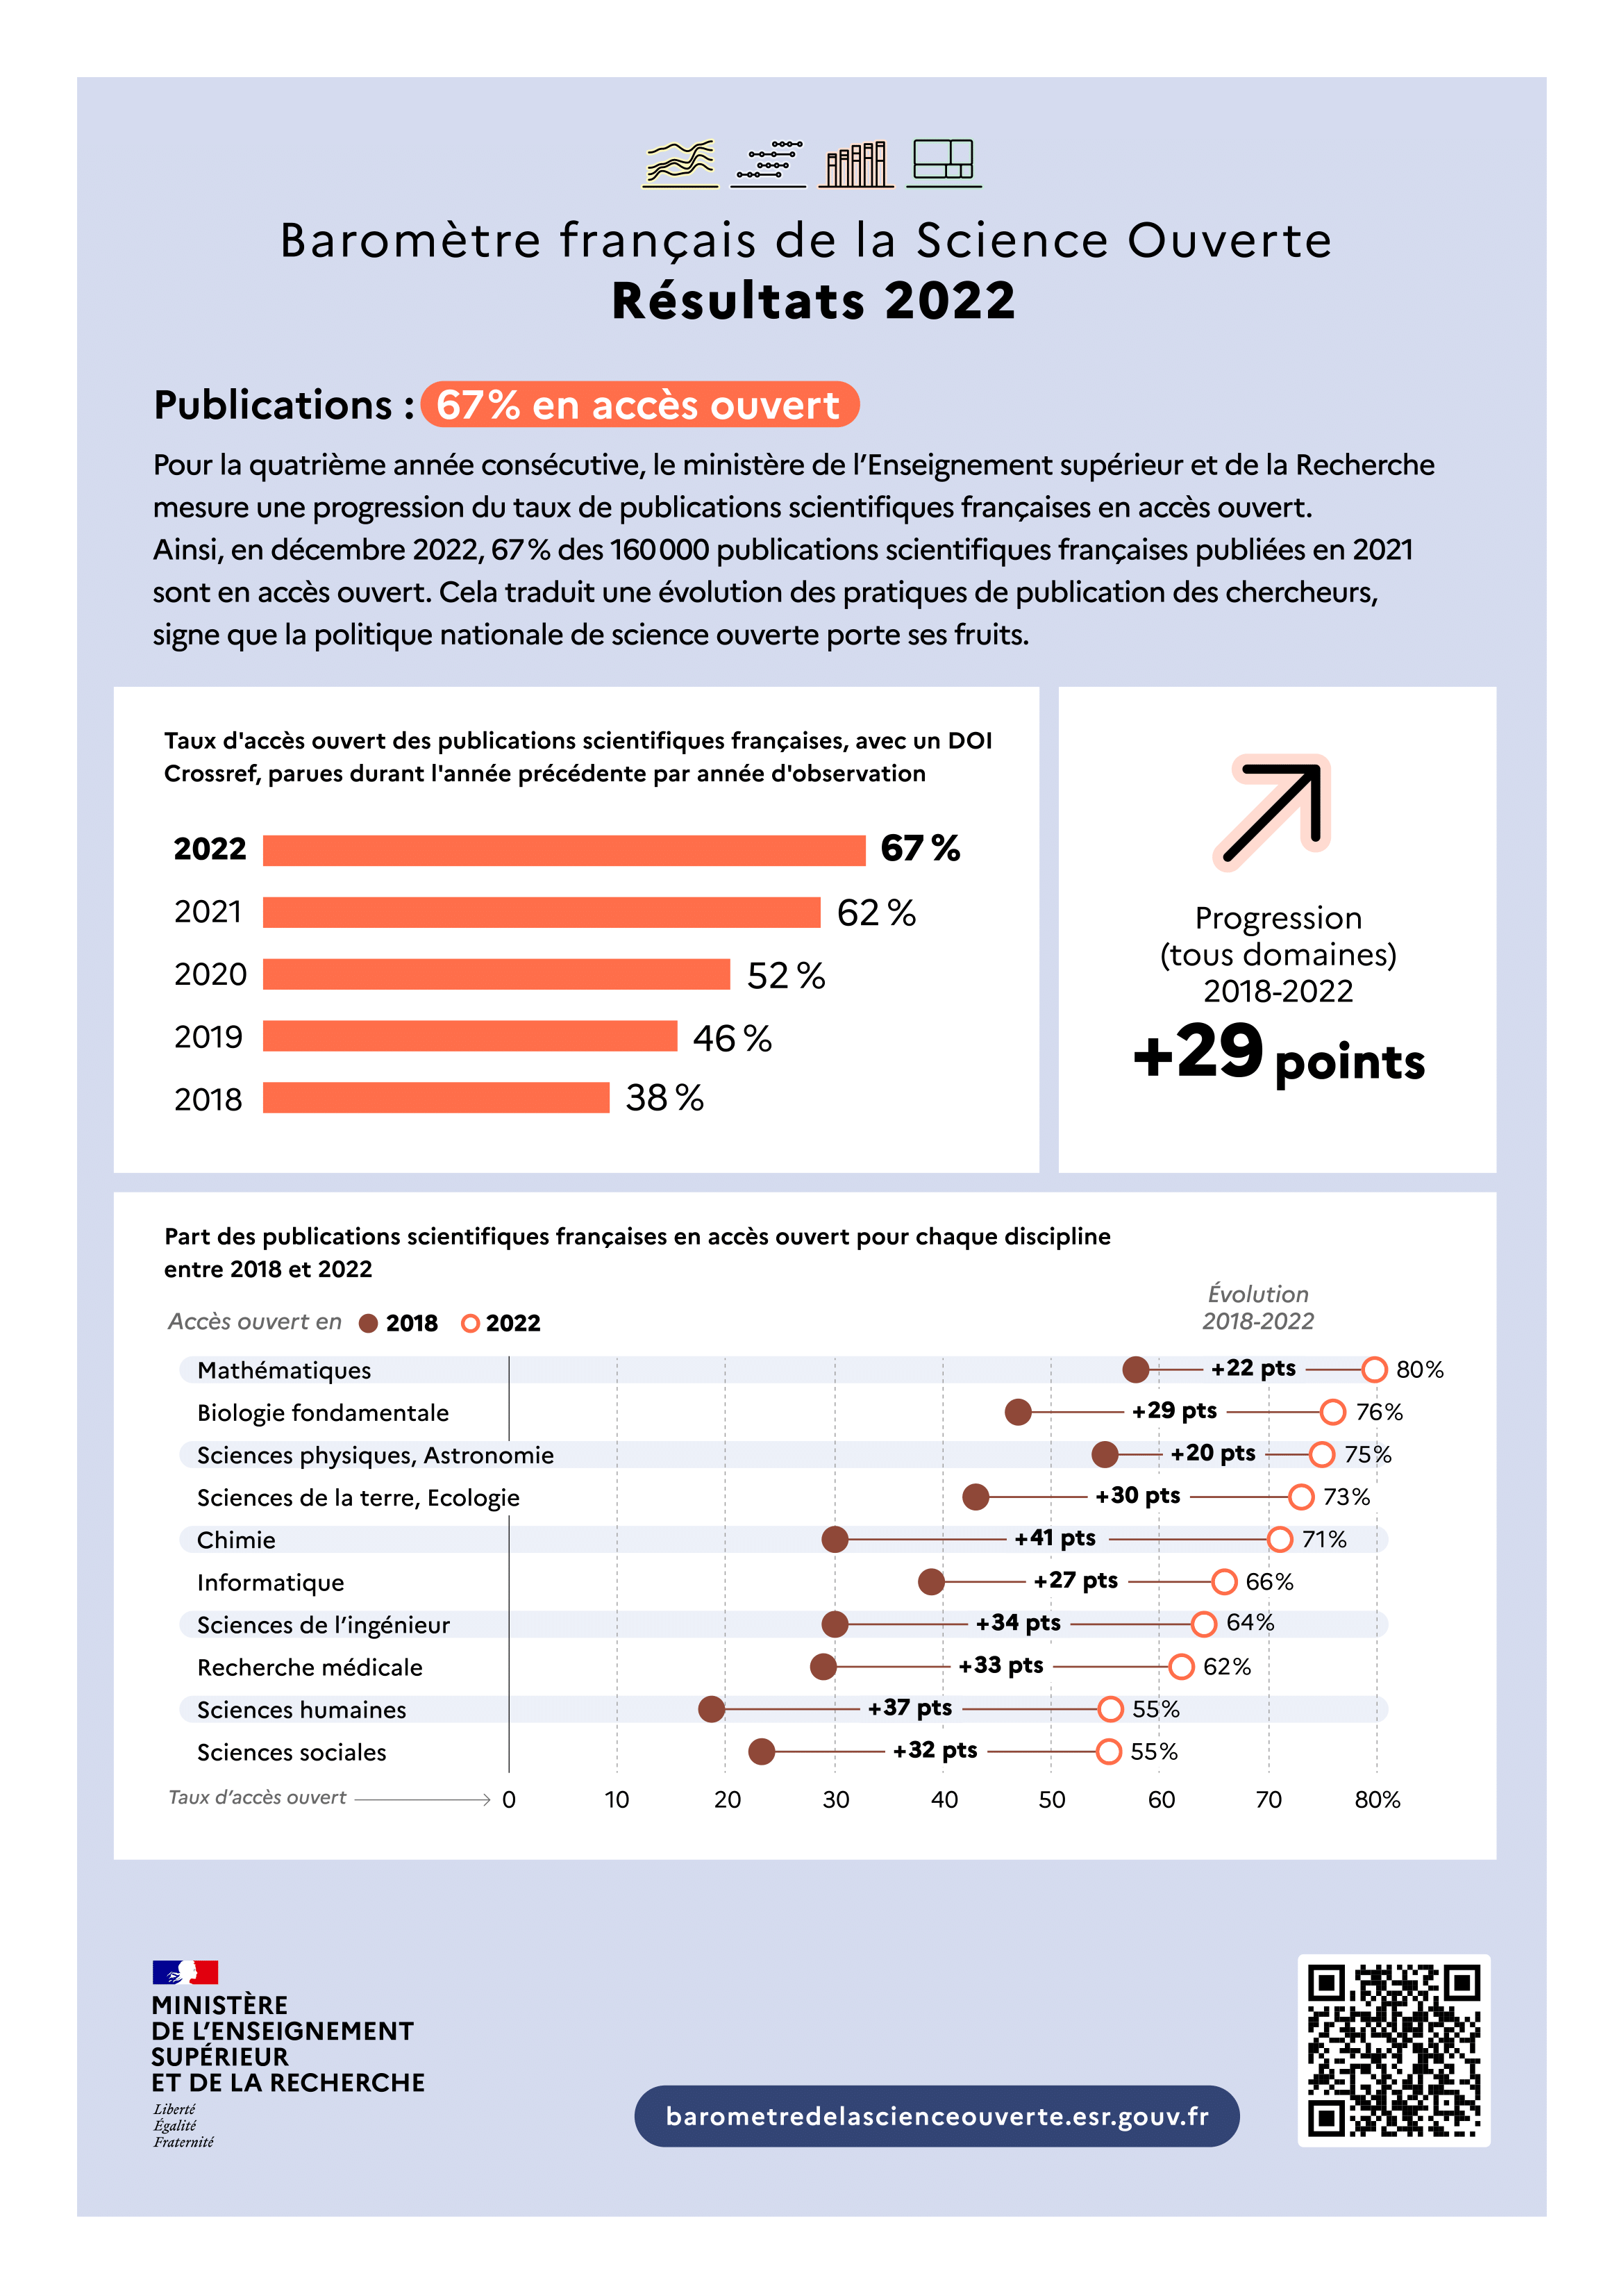 Baromètre français de la Science Ouverte
Résultats 2022
Publications : 67% en accès ouvert
Pour la quatrième année consécutive, le ministère de l’Enseignement supérieur et de la Recherche
mesure une progression du taux de publications scientifiques françaises en accès ouvert.
Ainsi, en décembre 2022, 67 % des 160 000 publications scientifiques françaises publiées en 2021
sont en accès ouvert. Cela traduit une évolution des pratiques de publication des chercheurs,
signe que la politique nationale de science ouverte porte ses fruits.
Taux d'accès ouvert des publications scientifiques françaises, avec un DOI
Crossref, parues durant l'année précédente par année d'observation
2022 67 %
2021 62 %
2020 52 %
2019 46 %
2018 38 %
Progression
(tous domaines)
2018-2022
+29 points
Part des publications scientifiques françaises en accès ouvert pour chaque discipline
entre 2018 et 2022
Accès ouvert en 2018 2022
Évolution
2018-2022
Mathématiques +22 pts 80%
Biologie fondamentale +29 pts 76%
Sciences physiques, Astronomie +20 pts 75%
Sciences de la terre, Ecologie +30 pts 73%
Chimie +41 pts 71%
Informatique +27 pts 66%
Sciences de l’ingénieur +34 pts 64%
Recherche médicale +33 pts 62%
Sciences humaines +37 pts 55%
Sciences sociales +32 pts 55%
Taux d’accès ouvert 0 10 20 30 40 50 60 70 80%
MINISTÈRE
DE L’ENSEIGNEMENT
SUPÉRIEUR
ET DE LA RECHERCHE
Liberté
Égalité
Fraternité
barometredelascienceouverte.esr.gouv.fr